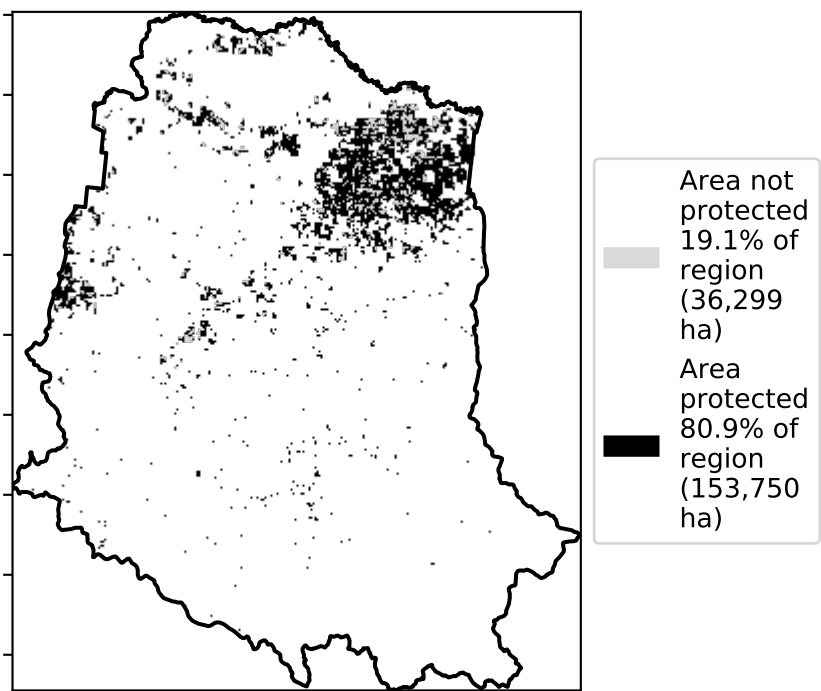 Area not
protected
19.1% of
region
(36,299
ha)
Area
protected
80.9% of
region
(153,750
ha)